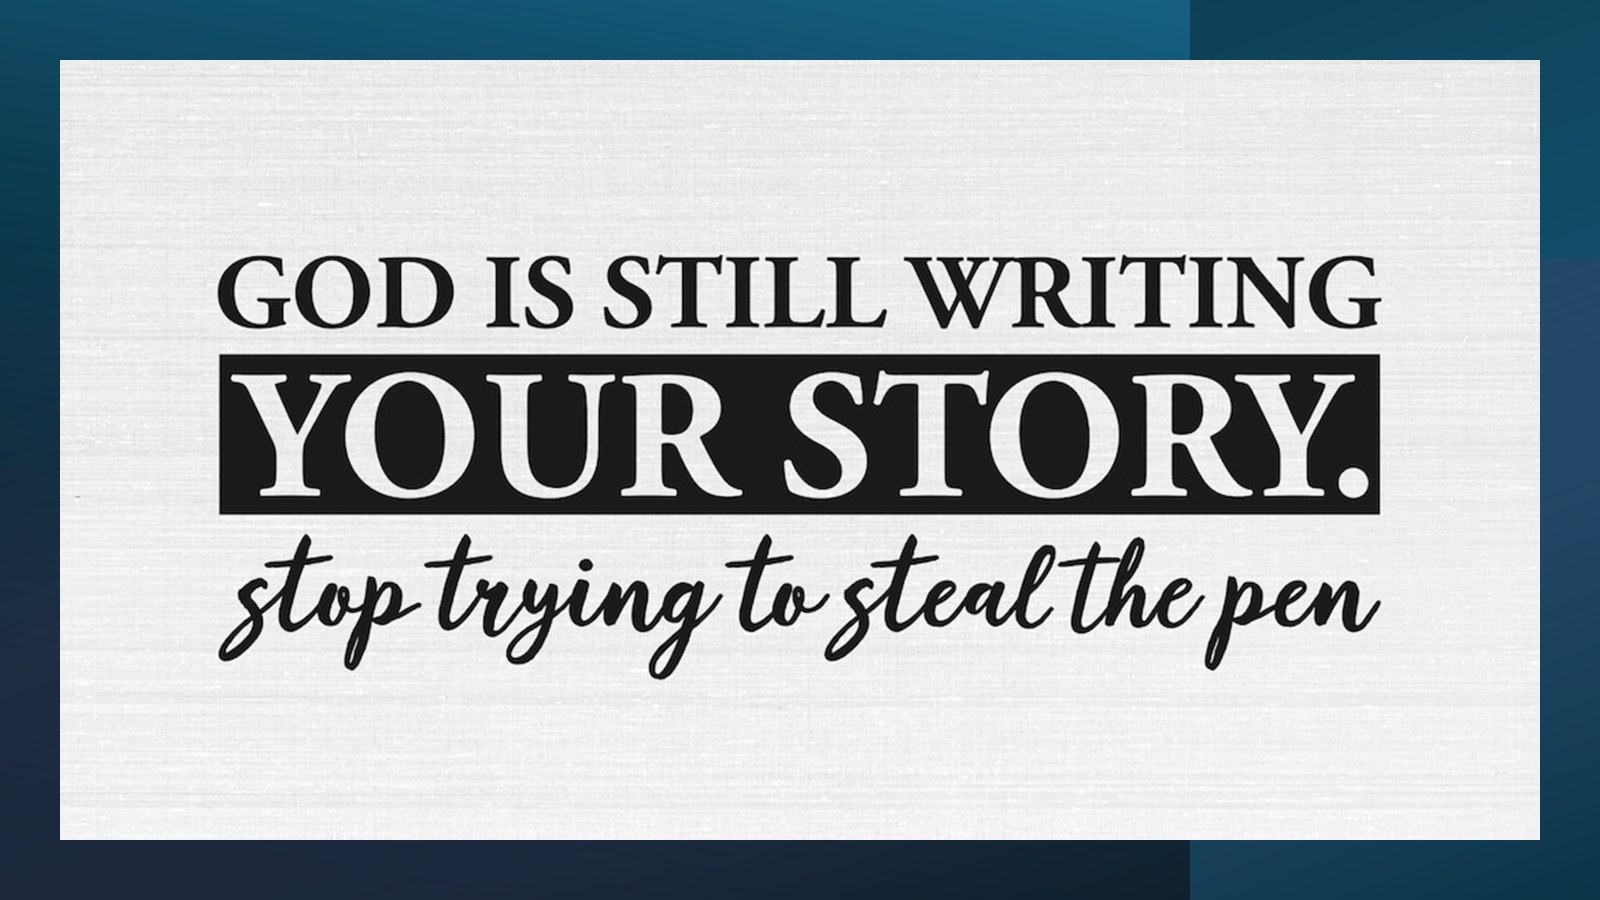 GOD IS STILL WRITING
YOUR STORY.
stop trying to steal the pen